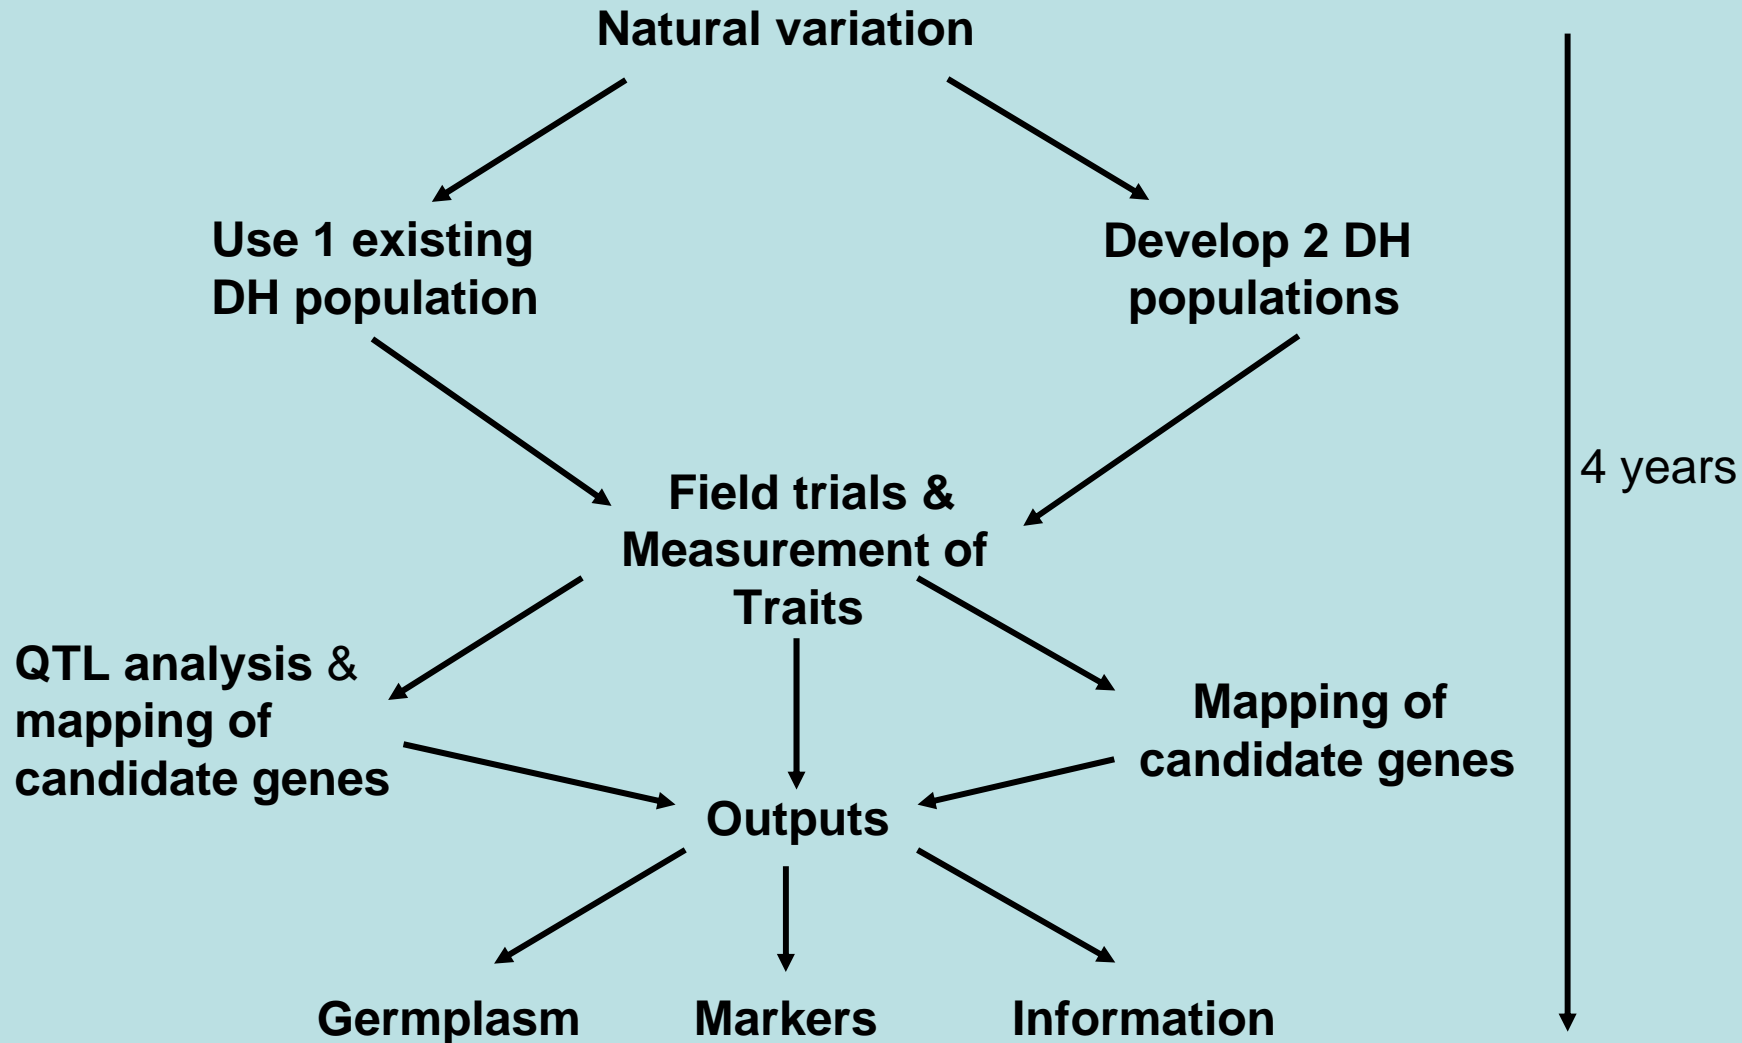 Natural variation
Use 1 existing
DH population
Develop 2 DH
populations
4 years
Field trials &
Measurement of
Traits
QTL analysis &
mapping of
candidate genes
Mapping of
candidate genes
Outputs
Germplasm
Markers
Information